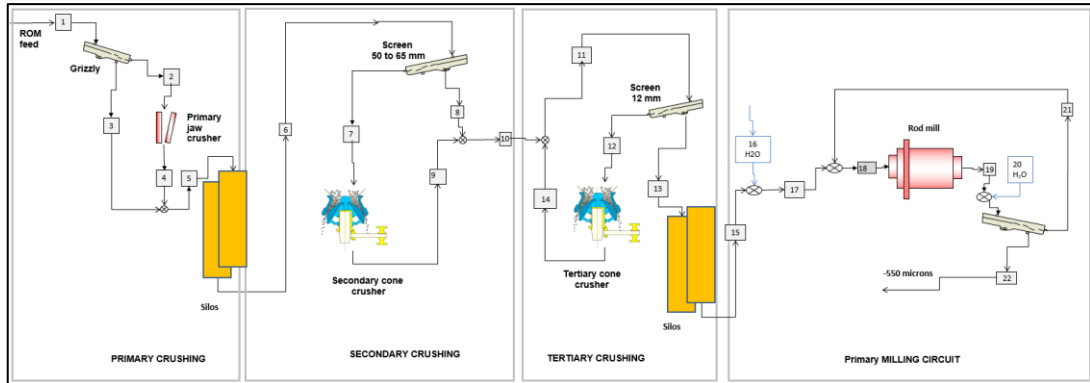 1
ROM
feed
Grizzly
2
3
Primary
jaw
crusher
4
5
Silos
PRIMARY CRUSHING
6
Screen
50 to 65 mm
7
8
9
10
Secondary cone
crusher
SECONDARY CRUSHING
11
Screen
12 mm
12
13
14
Tertiary cone
crusher
Silos
TERTIARY CRUSHING
15
16
H2O
17
18
Rod mill
19
20
H₂O
21
22
-550 microns
Primary MILLING CIRCUIT